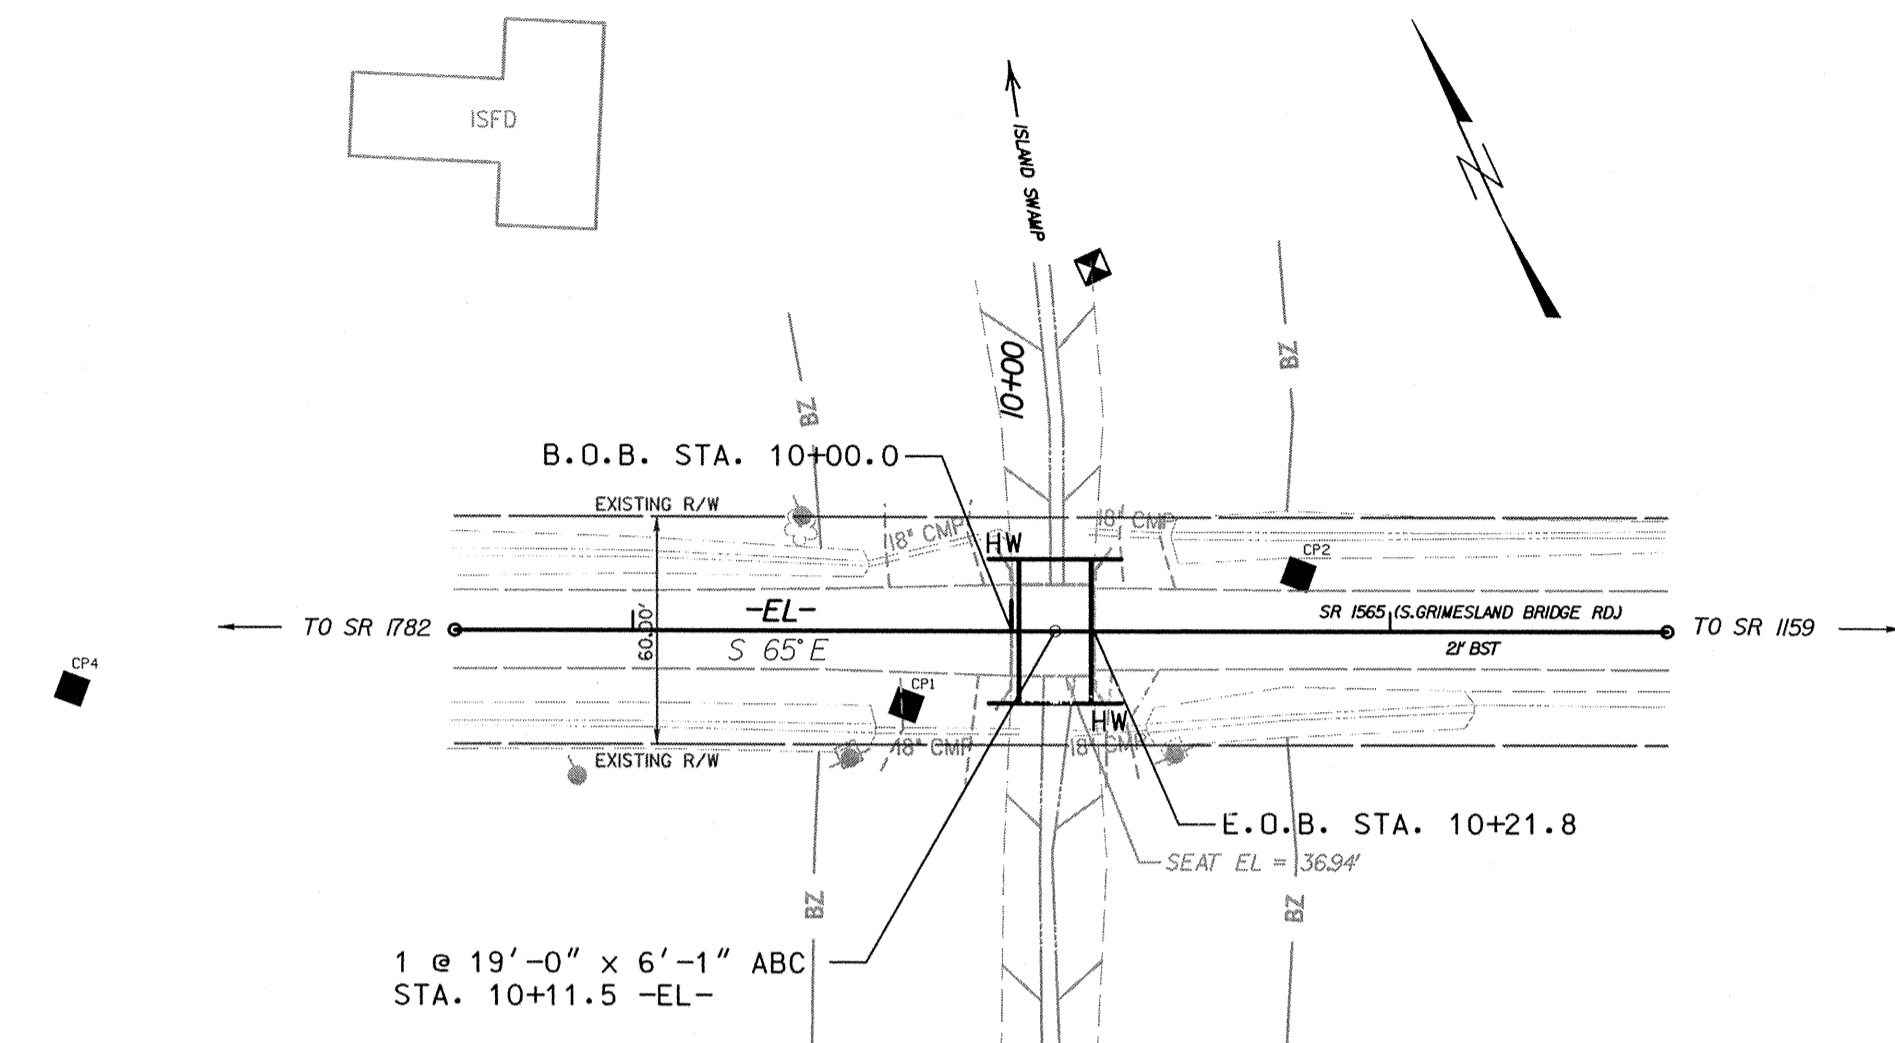 ISFD
ISLAND SWAMP
BZ
BZ
10+00
B.O.B. STA. 10+00.0
EXISTING R/W
18" CMP
18" CMP
HW
CP2
-EL-
SR 1565 (S.GRIMESLAND BRIDGE RD.)
TO SR 1782
60.00'
S 65° E
21' BST
TO SR 1159
CP4
CP1
HW
18" CMP
18" CMP
EXISTING R/W
E.O.B. STA. 10+21.8
SEAT EL = 36.94'
BZ
BZ
1 @ 19'-0" x 6'-1" ABC
STA. 10+11.5 -EL-